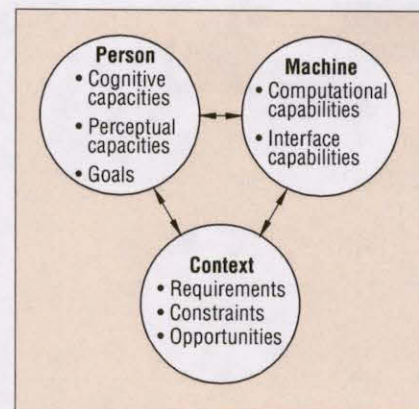 Person
• Cognitive
capacities
• Perceptual
capacities
• Goals
Machine
• Computational
capabilities
• Interface
capabilities
Context
• Requirements
• Constraints
• Opportunities